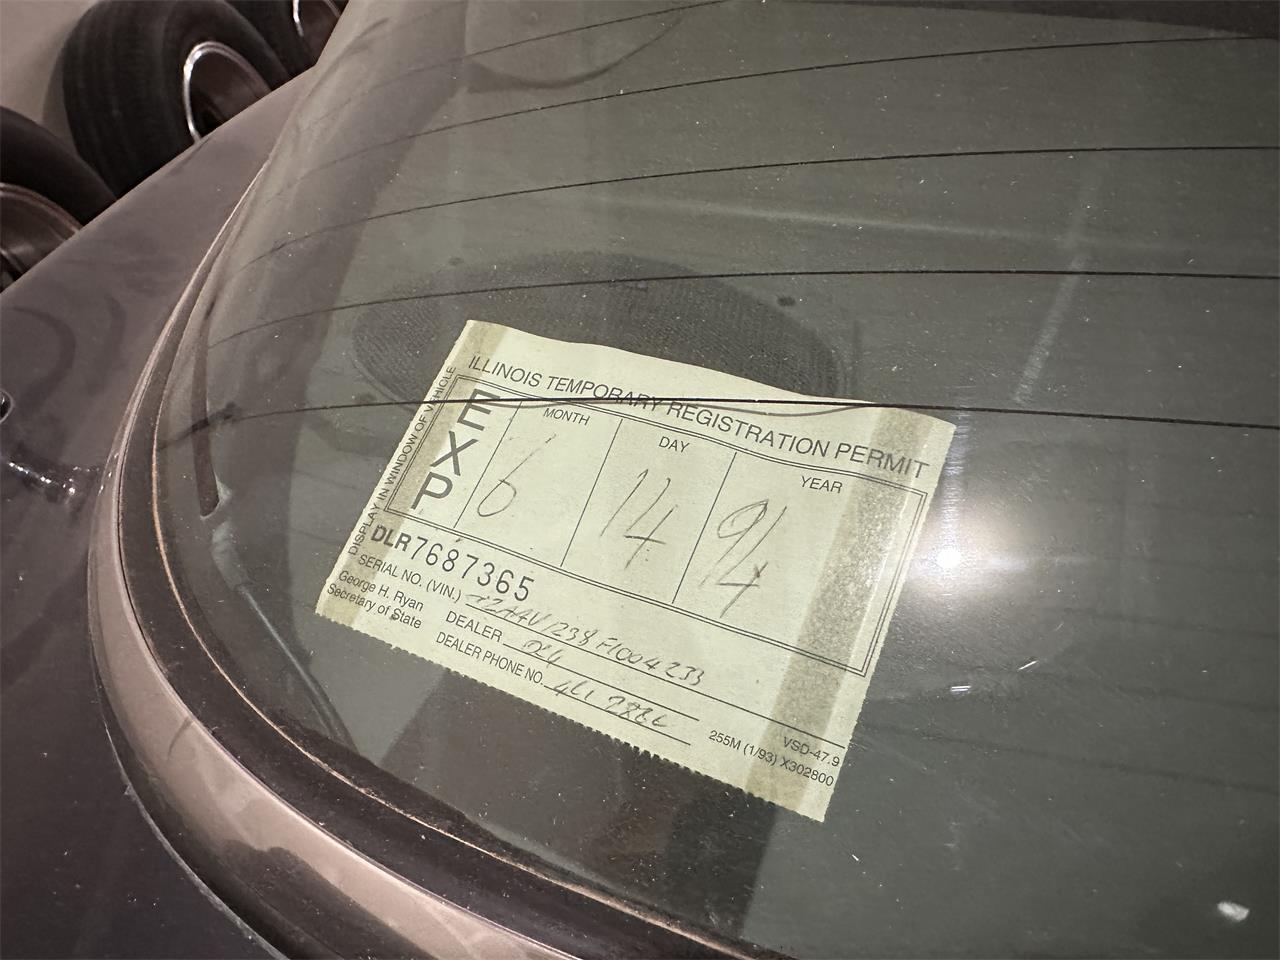 ILLINOIS TEMPORARY REGISTRATION PERMIT
DISPLAY IN WINDOW OF VEHICLE
EXP
MONTH DAY YEAR
6 14 94
DLR7687365
SERIAL NO. (VIN.)
George H. Ryan
Secretary of State
DEALER
DEALER PHONE NO.
VSD-47.9
255M (1/93) X302800